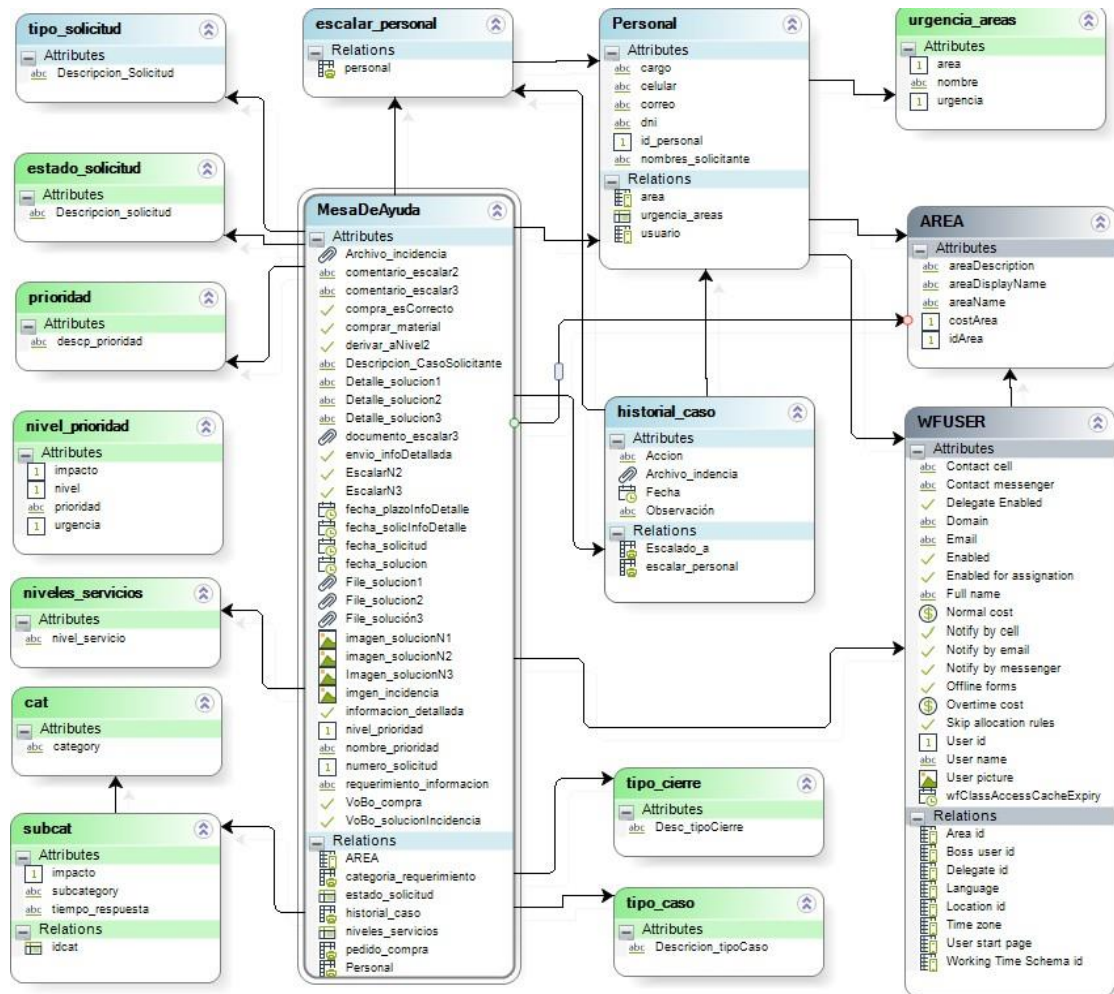 tipo_solicitud
Attributes
Descripcion_Solicitud
estado_solicitud
Attributes
Descripcion_solicitud
prioridad
Attributes
descp_prioridad
nivel_prioridad
Attributes
impacto
nivel
prioridad
urgencia
niveles_servicios
Attributes
nivel_servicio
cat
Attributes
category
subcat
Attributes
impacto
subcategory
tiempo_respuesta
Relations
idcat
escalar_personal
Relations
personal
MesaDeAyuda
Attributes
Archivo_incidencia
comentario_escalar2
comentario_escalar3
compra_esCorrecto
comprar_material
derivar_aNivel2
Descripcion_CasoSolicitante
Detalle_solucion1
Detalle_solucion2
Detalle_solucion3
documento_escalar3
envio_infoDetallada
EscalarN2
EscalarN3
fecha_plazoInfoDetalle
fecha_solicInfoDetalle
fecha_solicitud
fecha_solucion
File_solucion1
File_solucion2
File_solución3
imagen_solucionN1
imagen_solucionN2
Imagen_solucionN3
imgen_incidencia
informacion_detallada
nivel_prioridad
nombre_prioridad
numero_solicitud
requerimiento_informacion
VoBo_compra
VoBo_solucionIncidencia
Relations
AREA
categoria_requerimiento
estado_solicitud
historial_caso
niveles_servicios
pedido_compra
Personal
Personal
Attributes
cargo
celular
correo
dni
id_personal
nombres_solicitante
Relations
area
urgencia_areas
usuario
historial_caso
Attributes
Accion
Archivo_indencia
Fecha
Observación
Relations
Escalado_a
escalar_personal
tipo_cierre
Attributes
Desc_tipoCierre
tipo_caso
Attributes
Descricion_tipoCaso
urgencia_areas
Attributes
area
nombre
urgencia
AREA
Attributes
areaDescription
areaDisplayName
areaName
costArea
idArea
WFUSER
Attributes
Contact cell
Contact messenger
Delegate Enabled
Domain
Email
Enabled
Enabled for assignation
Full name
Normal cost
Notify by cell
Notify by email
Notify by messenger
Offline forms
Overtime cost
Skip allocation rules
User id
User name
User picture
wfClassAccessCacheExpiry
Relations
Area id
Boss user id
Delegate id
Language
Location id
Time zone
User start page
Working Time Schema id